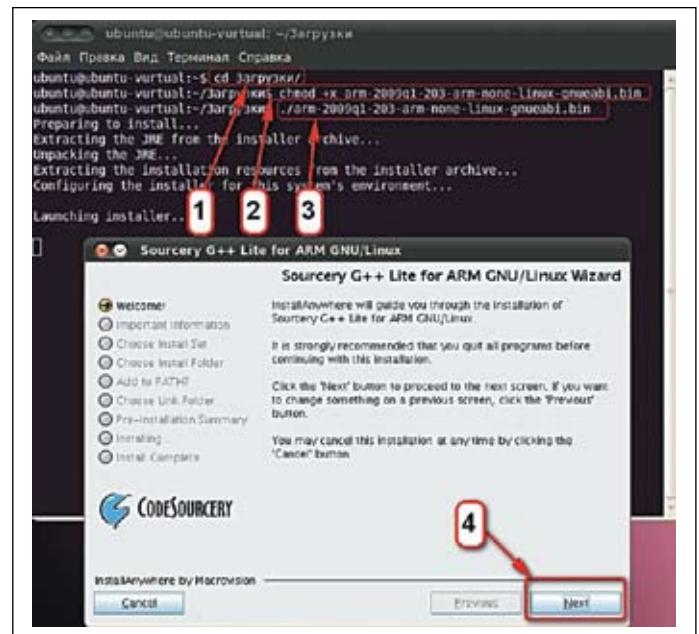 ubuntu@ubuntu-vurtual: ~/Загрузки
Файл Правка Вид Терминал Справка
ubuntu@ubuntu-vurtual:~$ cd Загрузки/
ubuntu@ubuntu-vurtual:~/Загрузки$ chmod +x arm-2009q1-203-arm-none-linux-gnueabi.bin
ubuntu@ubuntu-vurtual:~/Загрузки$ ./arm-2009q1-203-arm-none-linux-gnueabi.bin
Preparing to install...
Extracting the JRE from the installer archive...
Unpacking the JRE...
Extracting the installation resources from the installer archive...
Configuring the installer for this system's environment...
Launching installer...
1 2 3
Sourcery G++ Lite for ARM GNU/Linux
Sourcery G++ Lite for ARM GNU/Linux Wizard
Welcome!
Important Information
Choose Install Set
Choose Install Folder
Add to PATH?
Choose Link Folder
Pre-Installation Summary
Installing...
Install Complete
InstallAnywhere will guide you through the installation of
Sourcery G++ Lite for ARM GNU/Linux.
It is strongly recommended that you quit all programs before
continuing with this installation.
Click the 'Next' button to proceed to the next screen. If you want
to change something on a previous screen, click the 'Previous'
button.
You may cancel this installation at any time by clicking the
'Cancel' button.
CODESOURCERY
4
InstallAnywhere by Macrovision
Cancel
Previous
Next